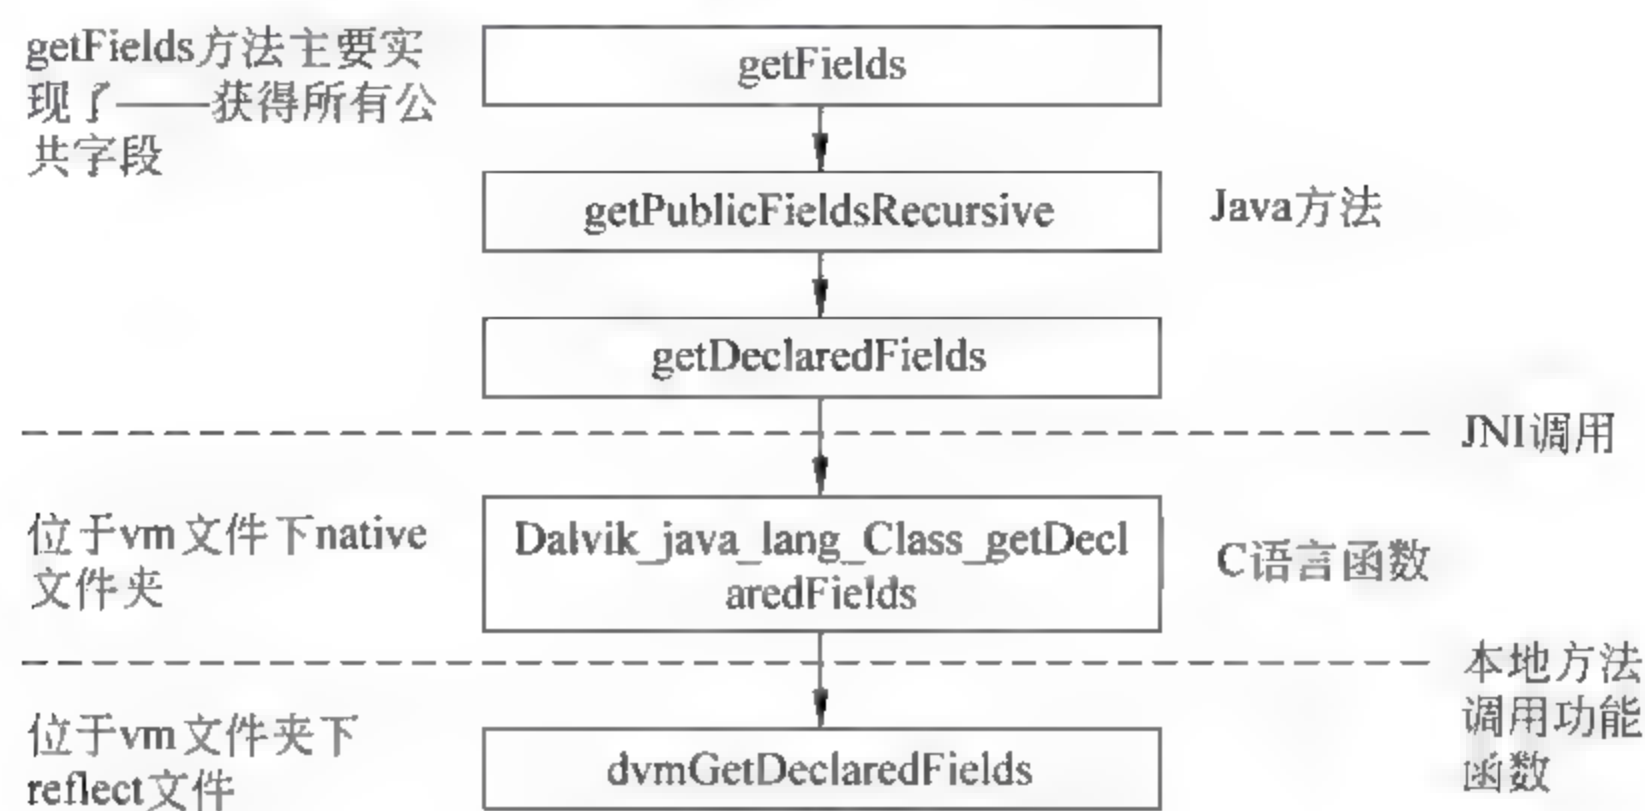 getFields方法主要实
现了——获得所有公
共字段
getFields
getPublicFieldsRecursive
Java方法
getDeclaredFields
JNI调用
位于vm文件下native
文件夹
Dalvik_java_lang_Class_getDecl
aredFields
C语言函数
本地方法
调用功能
函数
位于vm文件夹下
reflect文件
dvmGetDeclaredFields